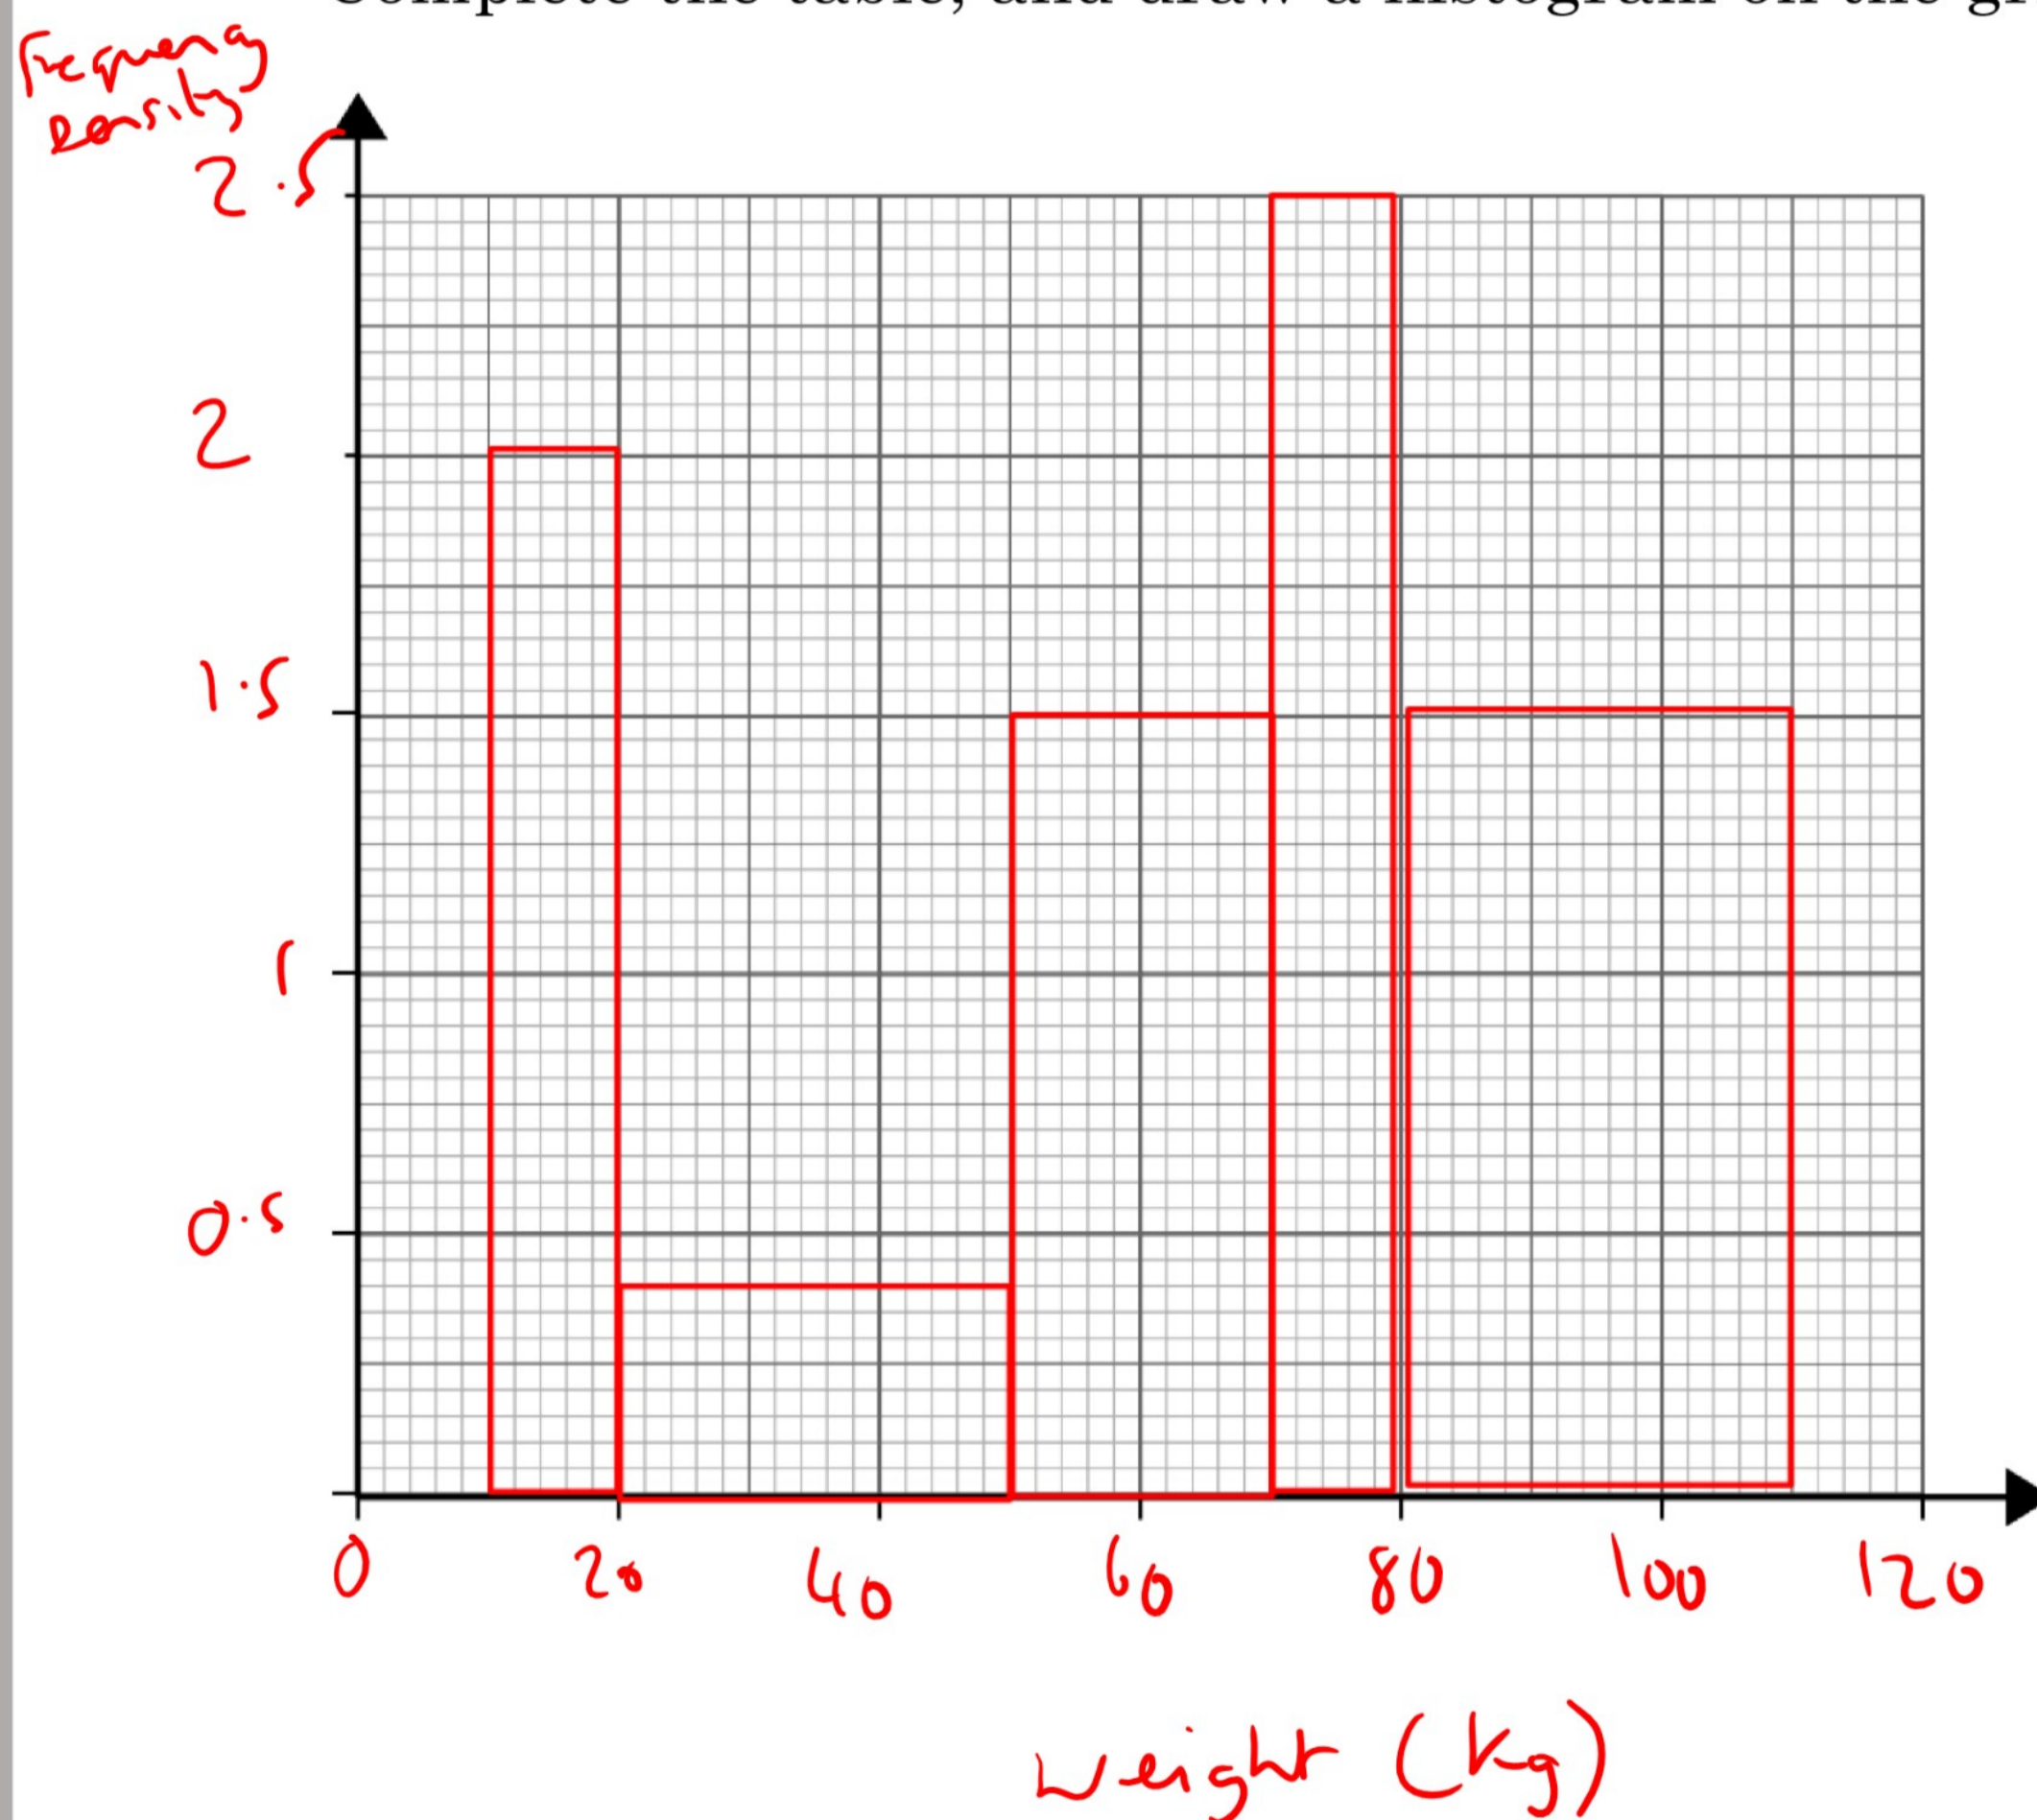 Complete the table, and draw a histogram on the gr
Frequency
Density
2.5
2
1.5
1
0.5
0 20 40 60 80 100 120
Weight (kg)